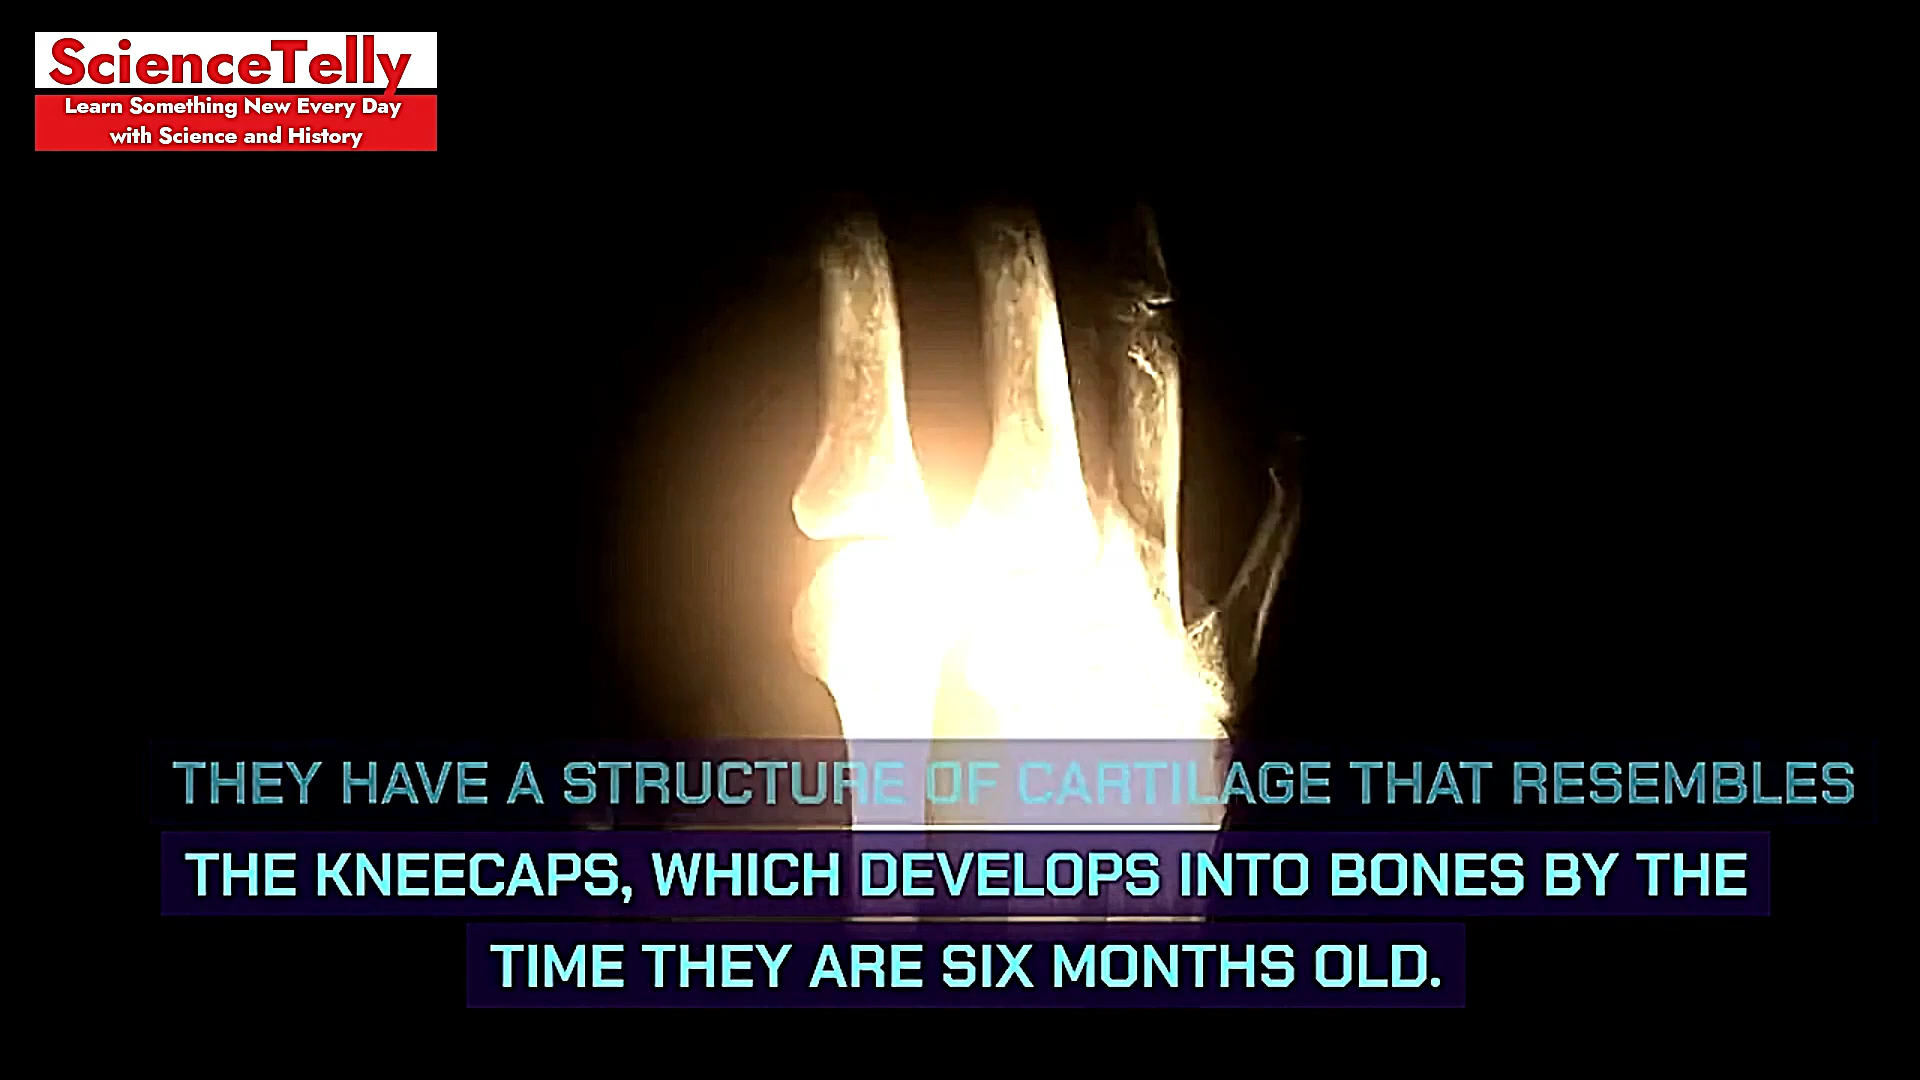 ScienceTelly
Learn Something New Every Day
with Science and History
THEY HAVE A STRUCTURE OF CARTILAGE THAT RESEMBLES
THE KNEECAPS, WHICH DEVELOPS INTO BONES BY THE
TIME THEY ARE SIX MONTHS OLD.